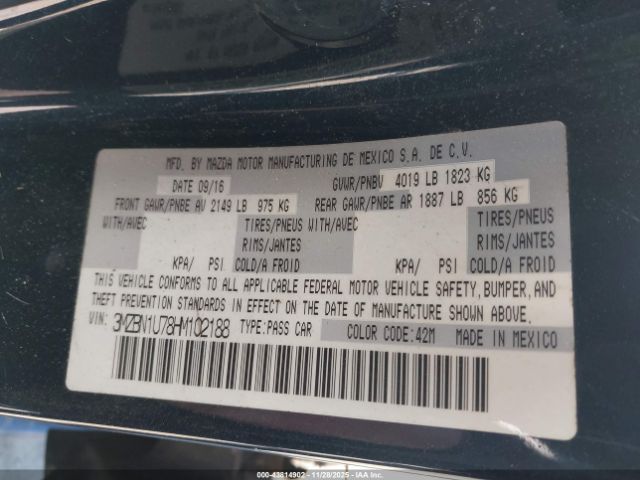 MFD. BY MAZDA MOTOR MANUFACTURING DE MEXICO S.A. DE C.V.
DATE 09/16 GVWR/PNBV 4019 LB 1823 KG
FRONT GAWR/PNBE AV 2149 LB 975 KG REAR GAWR/PNBE AR 1887 LB 856 KG
WITH/AVEC TIRES/PNEUS WITH/AVEC TIRES/PNEUS
RIMS/JANTES RIMS/JANTES
KPA/ PSI COLD/A FROID KPA/ PSI COLD/A FROID
THIS VEHICLE CONFORMS TO ALL APPLICABLE FEDERAL MOTOR VEHICLE SAFETY, BUMPER, AND
THEFT PREVENTION STANDARDS IN EFFECT ON THE DATE OF MANUFACTURE SHOWN ABOVE.
VIN: 3MZBN1U78HM102188 TYPE:PASS CAR COLOR CODE:42M MADE IN MEXICO
000-43814902 — 11/28/2025 — IAAI.COM